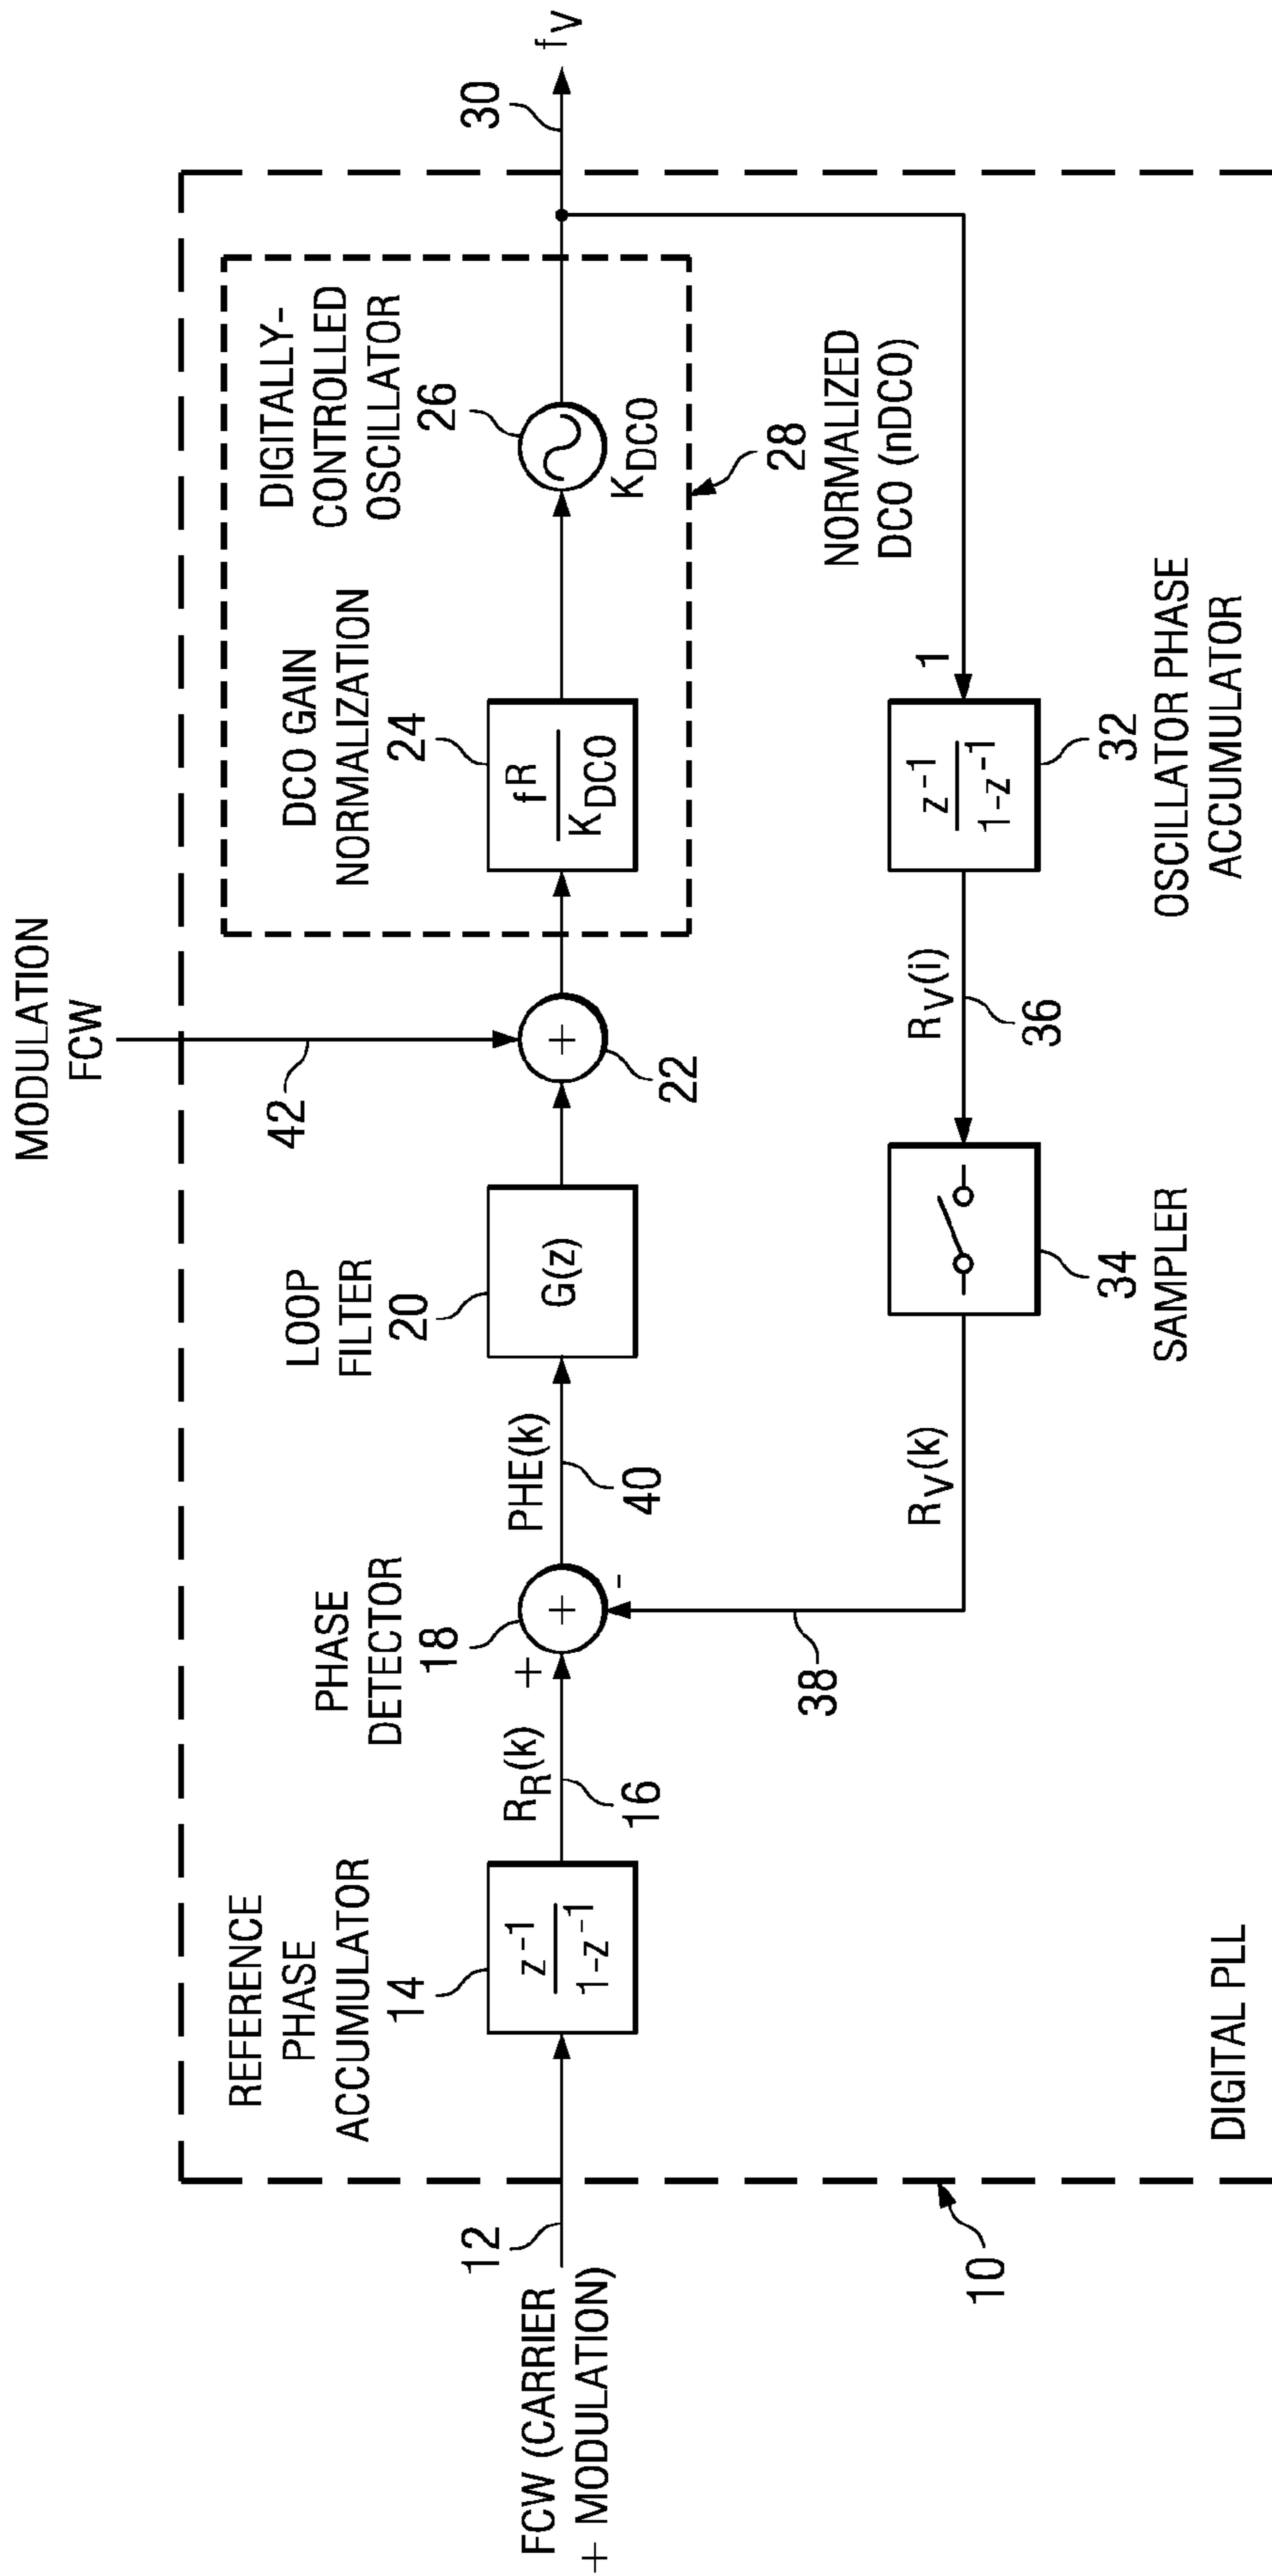 MODULATION
FCW
42
DIGITALLY-
CONTROLLED
OSCILLATOR
26
K_DCO
DCO GAIN
NORMALIZATION
24
f^R
K_DCO
30
f_V
LOOP
FILTER
20
G(z)
+
22
28
NORMALIZED
DCO (nDCO)
PHASE
DETECTOR
18
+
+
-
PHE(k)
40
REFERENCE
PHASE
ACCUMULATOR
14
z^-1
1-z^-1
R_R(k)
16
12
FCW (CARRIER
+ MODULATION)
38
R_V(k)
34
SAMPLER
R_V(i)
36
1
z^-1
1-z^-1
32
OSCILLATOR PHASE
ACCUMULATOR
10
DIGITAL PLL